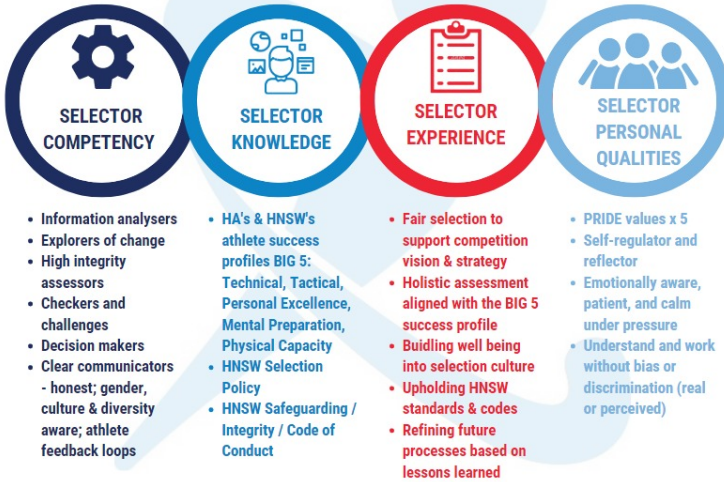 SELECTOR
COMPETENCY
SELECTOR
KNOWLEDGE
SELECTOR
EXPERIENCE
SELECTOR
PERSONAL
QUALITIES
• Information analysers
• Explorers of change
• High integrity
assessors
• Checkers and
challenges
• Decision makers
• Clear communicators
- honest; gender,
culture & diversity
aware; athlete
feedback loops
• HA's & HNSW's
athlete success
profiles BIG 5:
Technical, Tactical,
Personal Excellence,
Mental Preparation,
Physical Capacity
• HNSW Selection
Policy
• HNSW Safeguarding /
Integrity / Code of
Conduct
• Fair selection to
support competition
vision & strategy
• Holistic assessment
aligned with the BIG 5
success profile
• Buidling well being
into selection culture
• Upholding HNSW
standards & codes
• Refining future
processes based on
lessons learned
• PRIDE values x 5
• Self-regulator and
reflector
• Emotionally aware,
patient, and calm
under pressure
• Understand and work
without bias or
discrimination (real
or perceived)